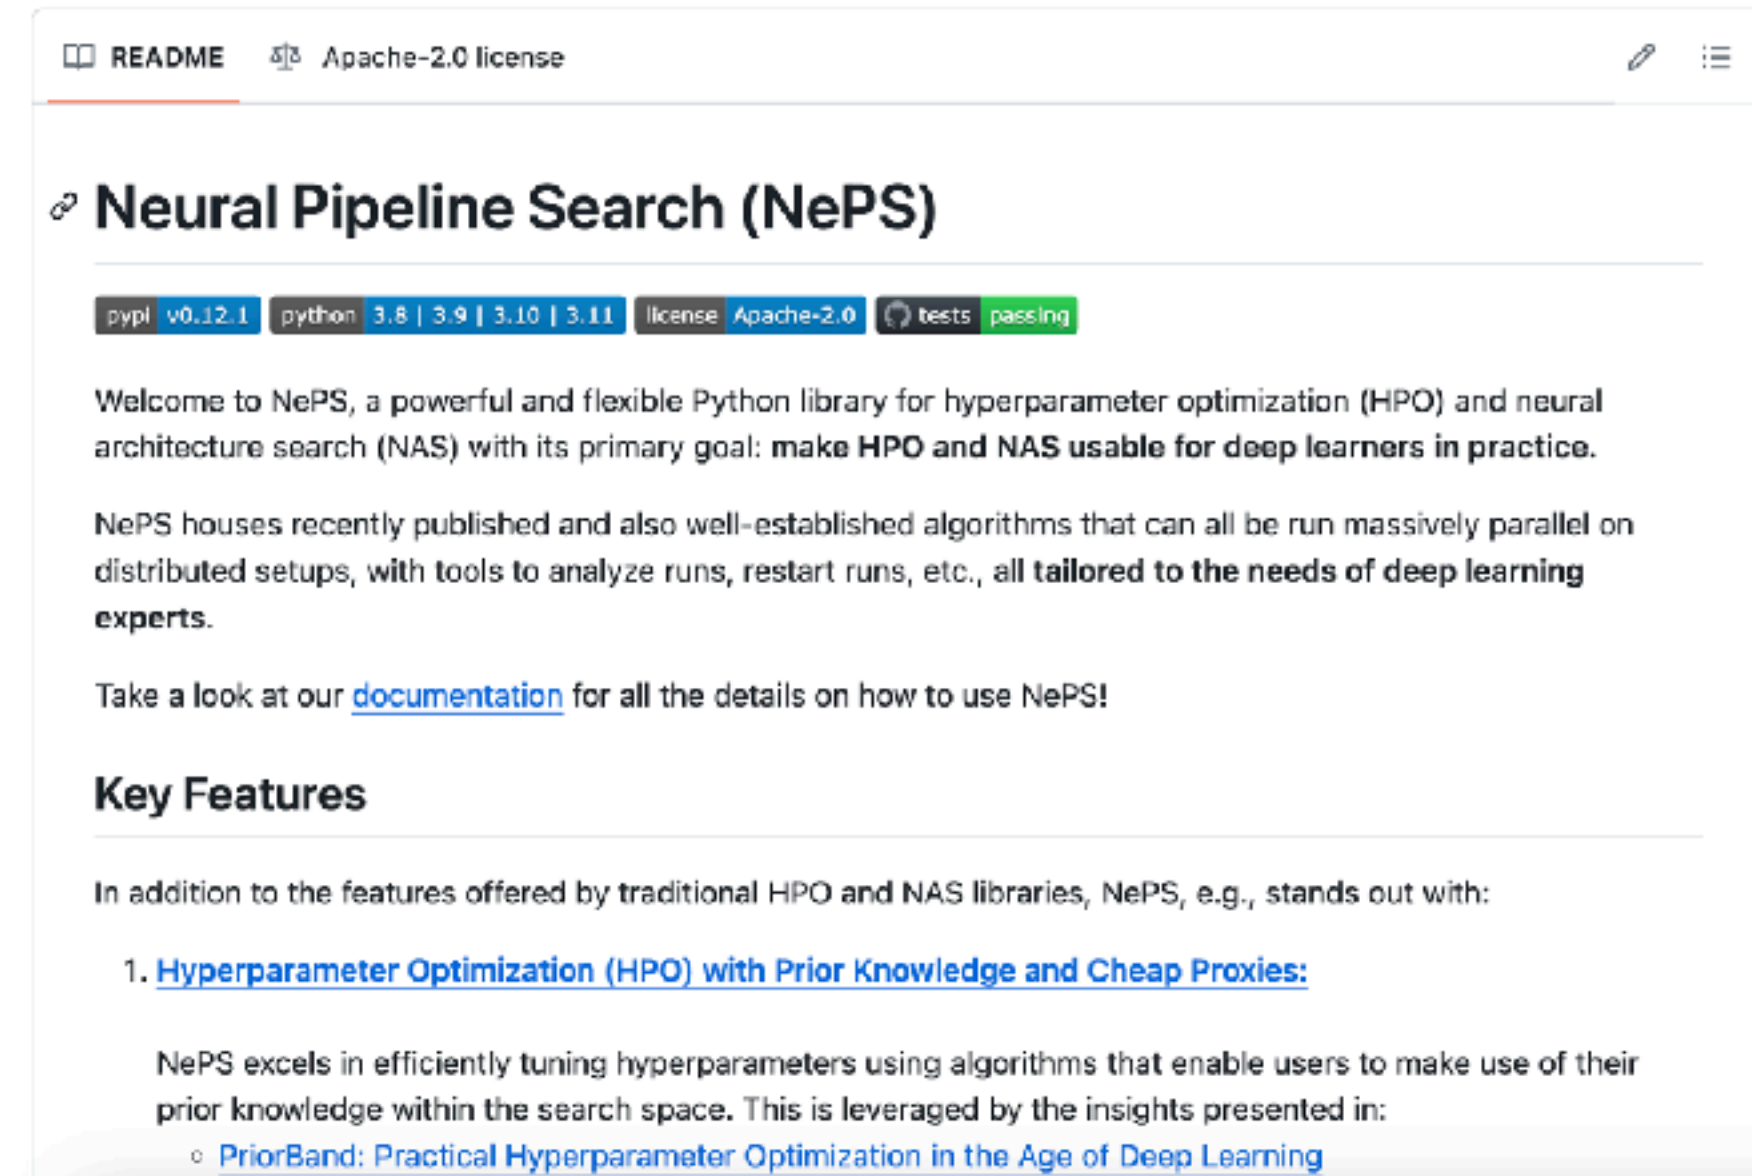 README Apache-2.0 license
Neural Pipeline Search (NePS)
pypi v0.12.1 python 3.8 | 3.9 | 3.10 | 3.11 license Apache-2.0 tests passing
Welcome to NePS, a powerful and flexible Python library for hyperparameter optimization (HPO) and neural
architecture search (NAS) with its primary goal: make HPO and NAS usable for deep learners in practice.
NePS houses recently published and also well-established algorithms that can all be run massively parallel on
distributed setups, with tools to analyze runs, restart runs, etc., all tailored to the needs of deep learning
experts.
Take a look at our documentation for all the details on how to use NePS!
Key Features
In addition to the features offered by traditional HPO and NAS libraries, NePS, e.g., stands out with:
1. Hyperparameter Optimization (HPO) with Prior Knowledge and Cheap Proxies:
NePS excels in efficiently tuning hyperparameters using algorithms that enable users to make use of their
prior knowledge within the search space. This is leveraged by the insights presented in:
○ PriorBand: Practical Hyperparameter Optimization in the Age of Deep Learning